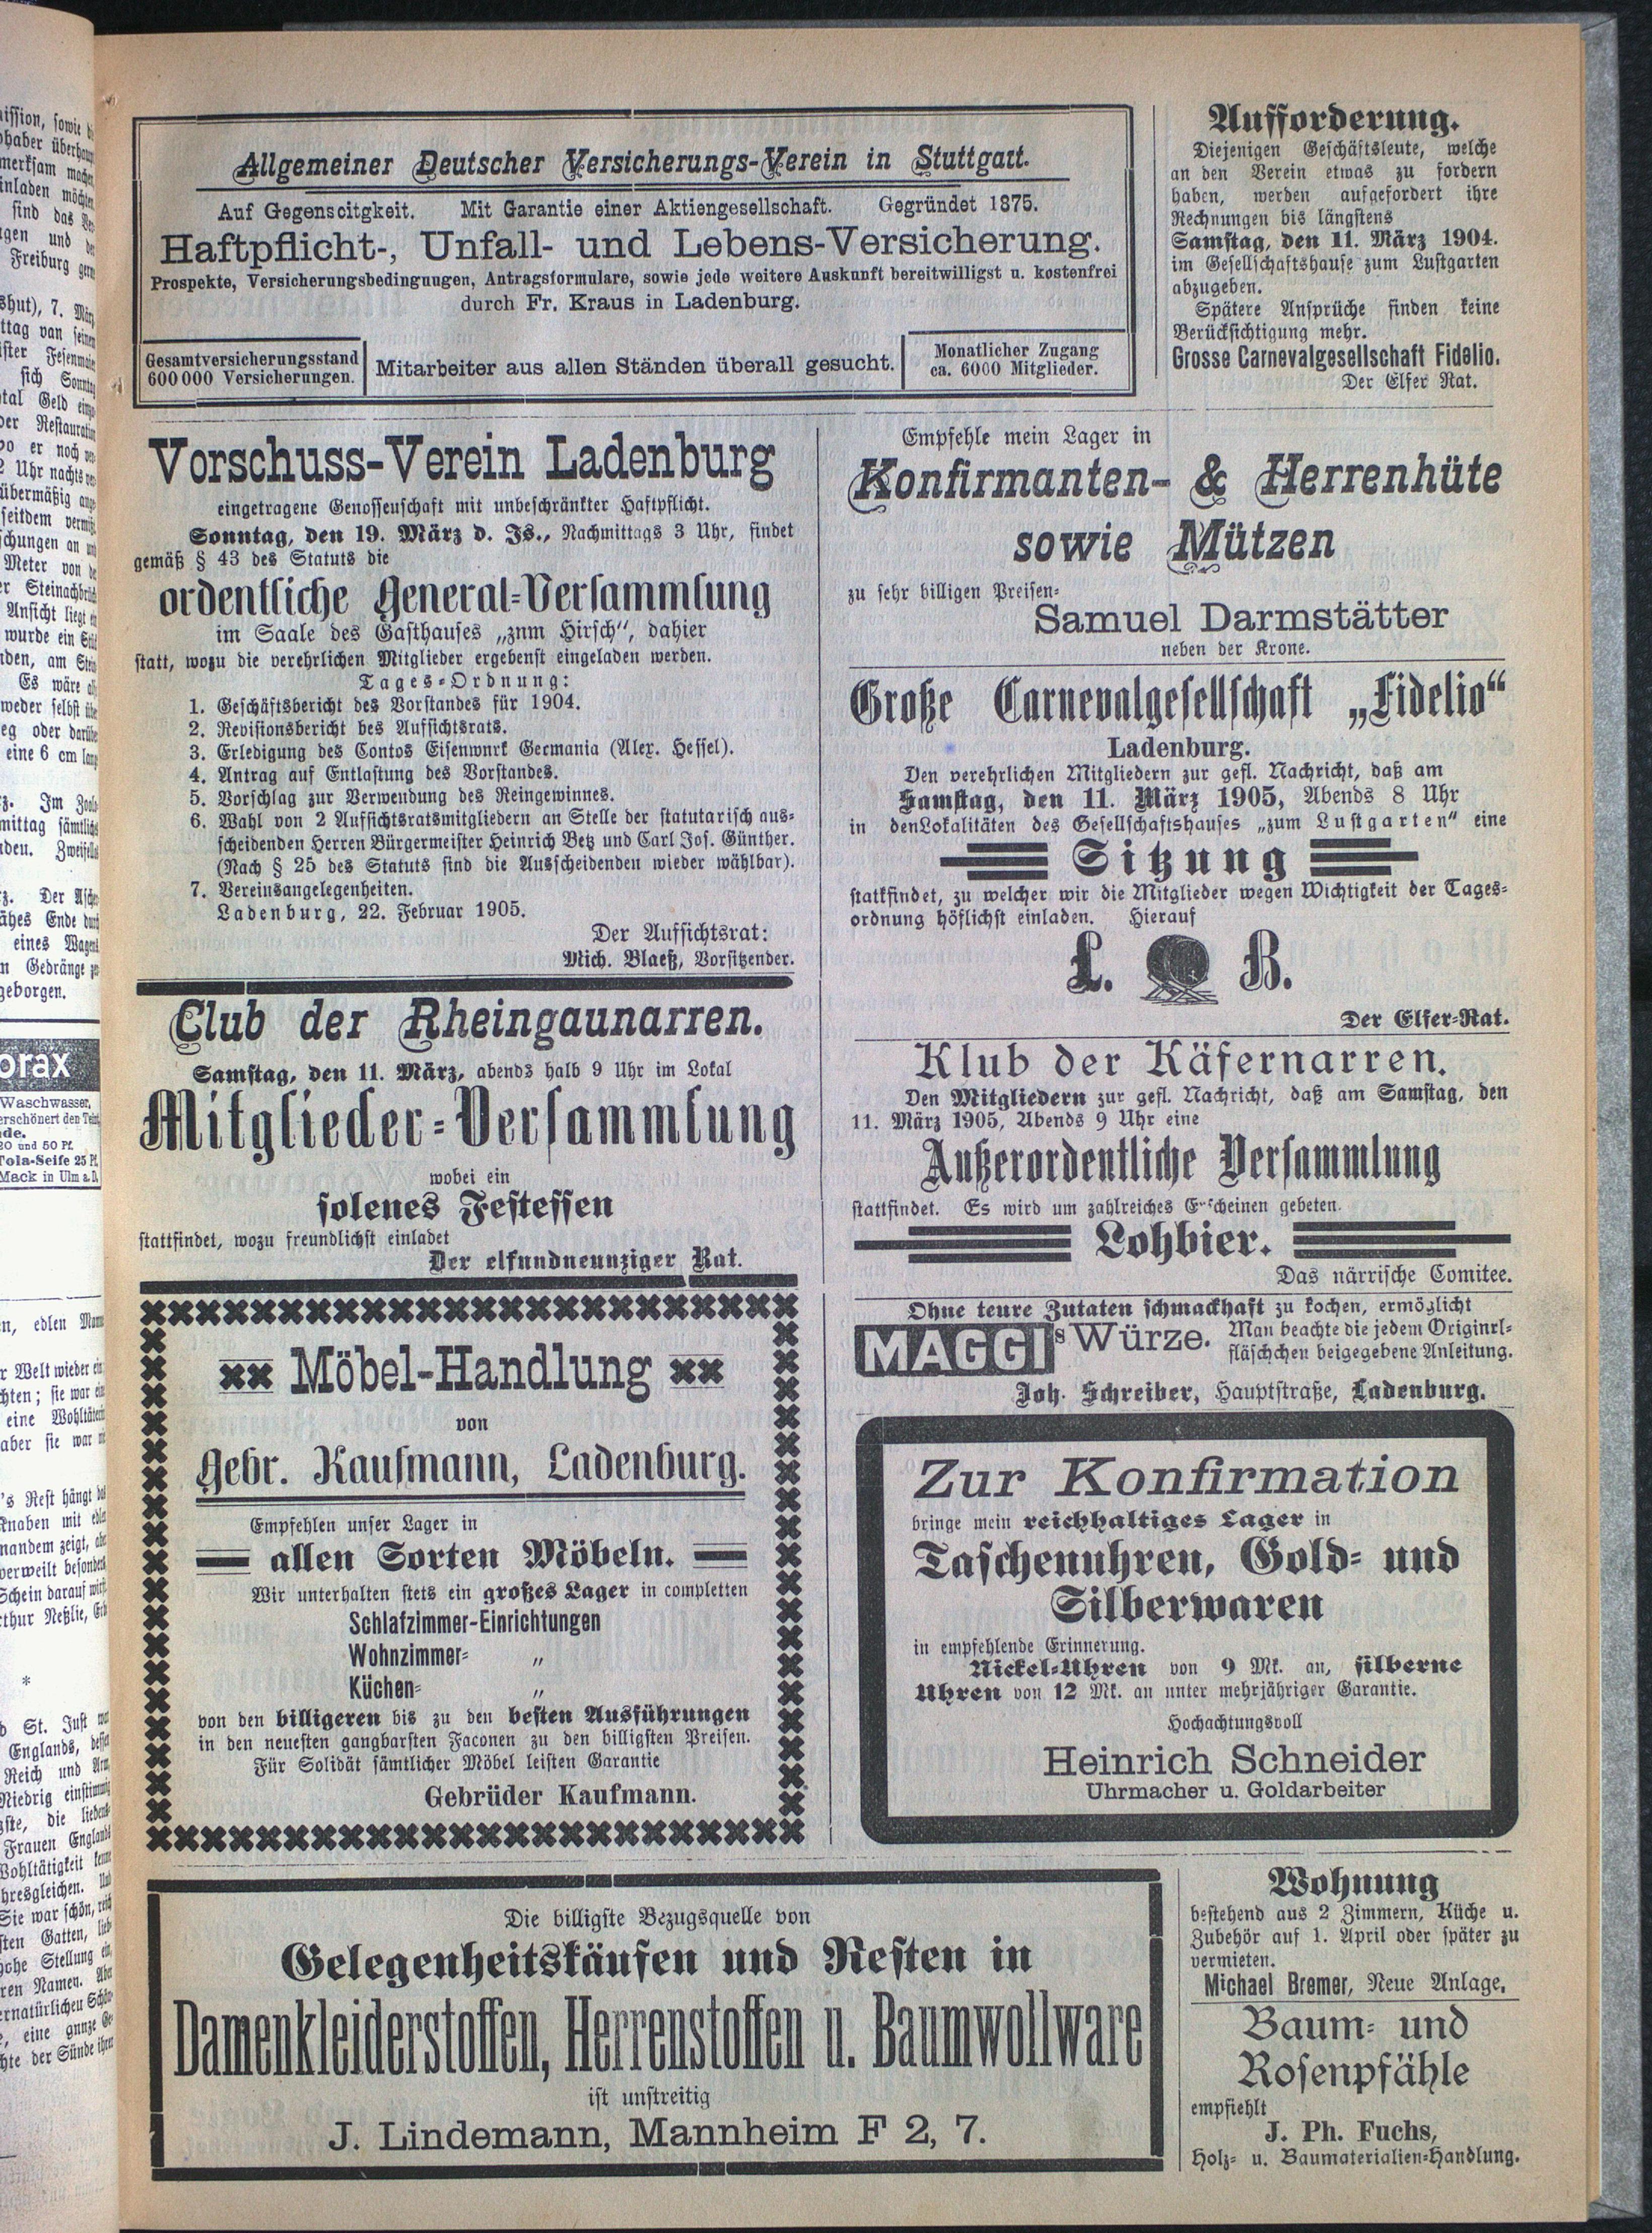 Allgemeiner Deutscher Versicherungs-Verein in Stuttgart.
Auf Gegenseitgkeit. Mit Garantie einer Aktiengesellschaft. Gegründet 1875.
Haftpflicht-, Unfall- und Lebens-Versicherung.
Prospekte, Versicherungsbedingungen, Antragsformulare, sowie jede weitere Auskunft bereitwilligst u. kostenfrei
durch Fr. Kraus in Ladenburg.
Gesamtversicherungsstand
600 000 Versicherungen.
Mitarbeiter aus allen Ständen überall gesucht.
Monatlicher Zugang
ca. 6000 Mitglieder.
Aufforderung.
Diejenigen Geschäftsleute, welche
an den Verein etwas zu fordern
haben, werden aufgefordert ihre
Rechnungen bis längstens
Samstag, den 11. März 1904.
im Gesellschaftshause zum Lustgarten
abzugeben.
Spätere Ansprüche finden keine
Berücksichtigung mehr.
Grosse Carnevalgesellschaft Fidelio.
Der Elfer Rat.
Vorschuss-Verein Ladenburg
eingetragene Genossenschaft mit unbeschränkter Haftpflicht.
Sonntag, den 19. März d. Js., Nachmittags 3 Uhr, findet
gemäß § 43 des Statuts die
ordentliche General-Versammlung
im Saale des Gasthauses „zum Hirsch“, dahier
statt, wozu die verehrlichen Mitglieder ergebenst eingeladen werden.
Tages-Ordnung:
1. Geschäftsbericht des Vorstandes für 1904.
2. Revisionsbericht bes Aufsichtsrats.
3. Erledigung des Contos Eisenwerk Germania (Alex. Hessel).
4. Antrag auf Entlastung des Vorstandes.
5. Vorschlag zur Verwendung des Reingewinnes.
6. Wahl von 2 Aufsichtsratsmitgliedern an Stelle der statutarisch aus-
scheidenden Herren Bürgermeister Heinrich Betz und Carl Jos. Günther.
(Nach § 25 des Statuts sind die Ausscheidenden wieder wählbar).
7. Vereinsangelegenheiten.
Ladenburg, 22. Februar 1905.
Der Aufsichtsrat:
Mich. Blaeß, Vorsitzender.
Club der Rheingaunarren.
Samstag, den 11. März, abends halb 9 Uhr im Lokal
Mitglieder-Versammlung
wobei ein
solenes Festessen
stattfindet, wozu freundlichst einladet
Der elfundneunziger Rat.
Möbel-Handlung
von
Gebr. Kaufmann, Ladenburg.
Empfehlen unser Lager in
allen Sorten Möbeln.
Wir unterhalten stets ein großes Lager in completten
Schlafzimmer-Einrichtungen
Wohnzimmer- „
Küchen- „
von den billigeren bis zu den besten Ausführungen
in den neuesten gangbarsten Faconen zu den billigsten Preisen.
Für Solidät sämtlicher Möbel leisten Garantie
Gebrüder Kaufmann.
Empfehle mein Lager in
Konfirmanten- & Herrenhüte
sowie Mützen
zu sehr billigen Preisen-
Samuel Darmstätter
neben der Krone.
Große Carnevalgesellschaft „Fidelio“
Ladenburg.
Den verehrlichen Mitgliedern zur gefl. Nachricht, daß am
Samstag, den 11. März 1905, Abends 8 Uhr
in denLokalitäten des Gesellschaftshauses „zum Lustgarten“ eine
Sitzung
stattfindet, zu welcher wir die Mitglieder wegen Wichtigkeit der Tages-
ordnung höflichst einladen. Hierauf
L. B.
Der Elfer-Rat.
Klub der Käfernarren.
Den Mitgliedern zur gefl. Nachricht, daß am Samstag, den
11. März 1905, Abends 9 Uhr eine
Außerordentliche Versammlung
stattfindet. Es wird um zahlreiches Erscheinen gebeten.
Lohbier.
Das närrische Comitee.
Ohne teure Zutaten schmackhaft zu kochen, ermöglicht
MAGGIs Würze. Man beachte die jedem Originrl-
fläschchen beigegebene Anleitung.
Joh. Schreiber, Hauptstraße, Ladenburg.
Zur Konfirmation
bringe mein reichhaltiges Lager in
Taschenuhren, Gold- und
Silberwaren
in empfehlende Erinnerung.
Nickel-Uhren von 9 Mk. an, silberne
Uhren von 12 Mk. an unter mehrjähriger Garantie.
Hochachtungsvoll
Heinrich Schneider
Uhrmacher u. Goldarbeiter
Die billigste Bezugsquelle von
Gelegenheitskäufen und Resten in
Damenkleiderstoffen, Herrenstoffen u. Baumwollware
ist unstreitig
J. Lindemann, Mannheim F 2, 7.
Wohnung
bestehend aus 2 Zimmern, Küche u.
Zubehör auf 1. April oder später zu
vermieten.
Michael Bremer, Neue Anlage.
Baum- und
Rosenpfähle
empfiehlt
J. Ph. Fuchs,
Holz- u. Baumaterialien-Handlung.